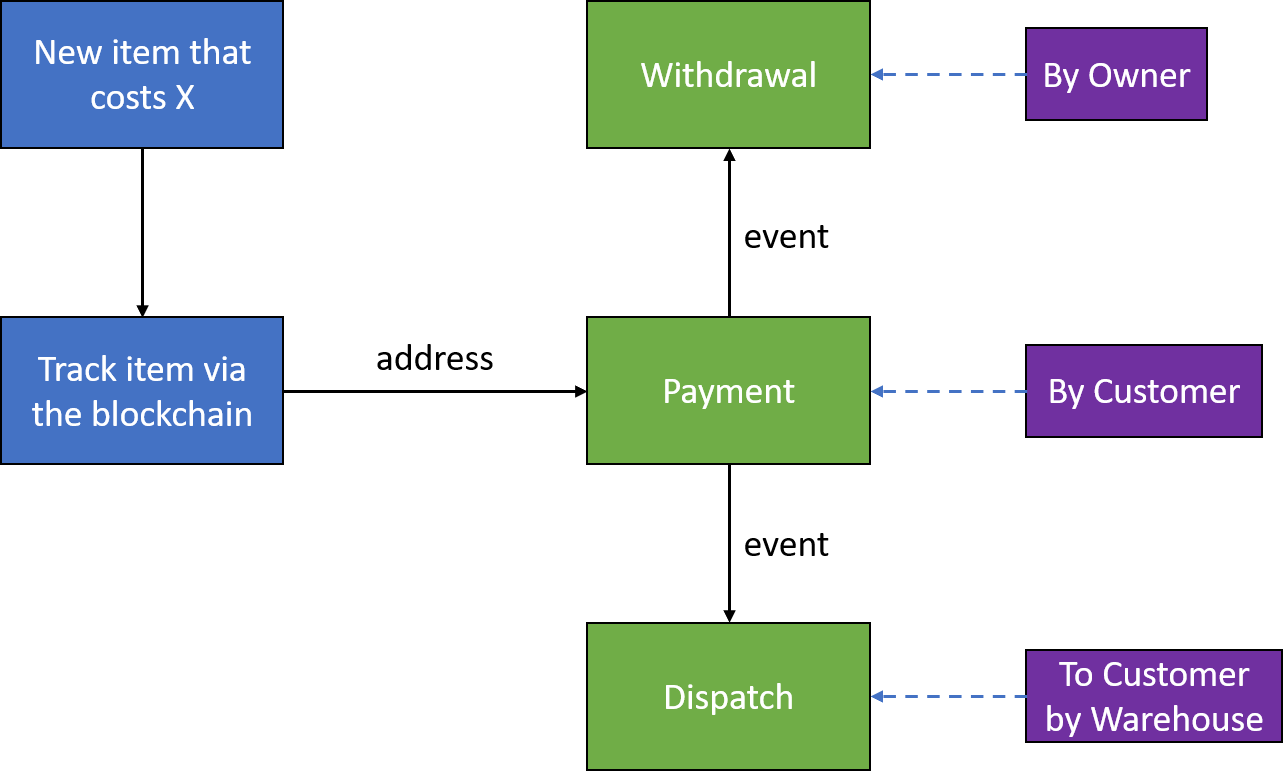 New item that
costs X
Withdrawal
By Owner
event
Track item via
the blockchain
address
Payment
By Customer
event
Dispatch
To Customer
by Warehouse